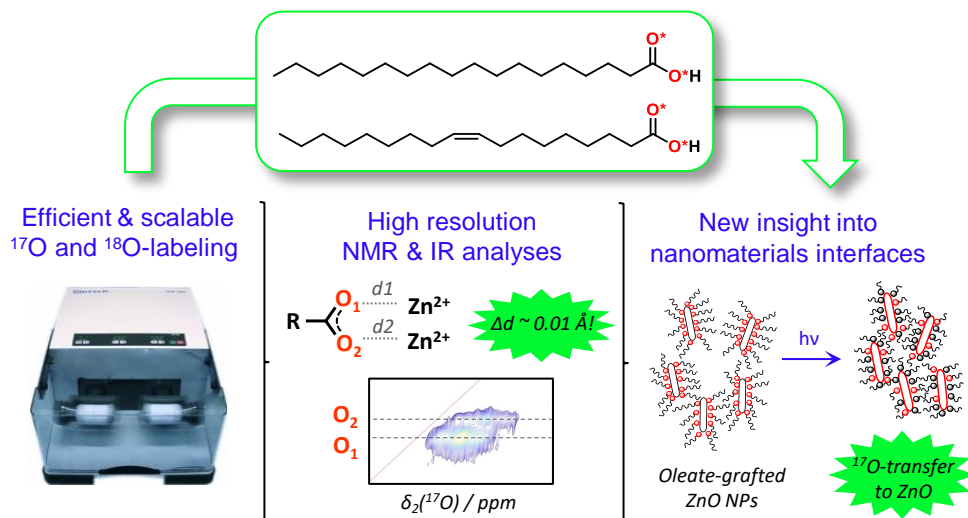 O*
O*H
O*
O*H
Efficient & scalable
¹⁷O and ¹⁸O-labeling
High resolution
NMR & IR analyses
R
O₁
d1
Zn²⁺
O₂
d2
Zn²⁺
Δd ~ 0.01 Å!
O₂
O₁
δ₂(¹⁷O) / ppm
New insight into
nanomaterials interfaces
hν
Oleate-grafted
ZnO NPs
¹⁷O-transfer
to ZnO